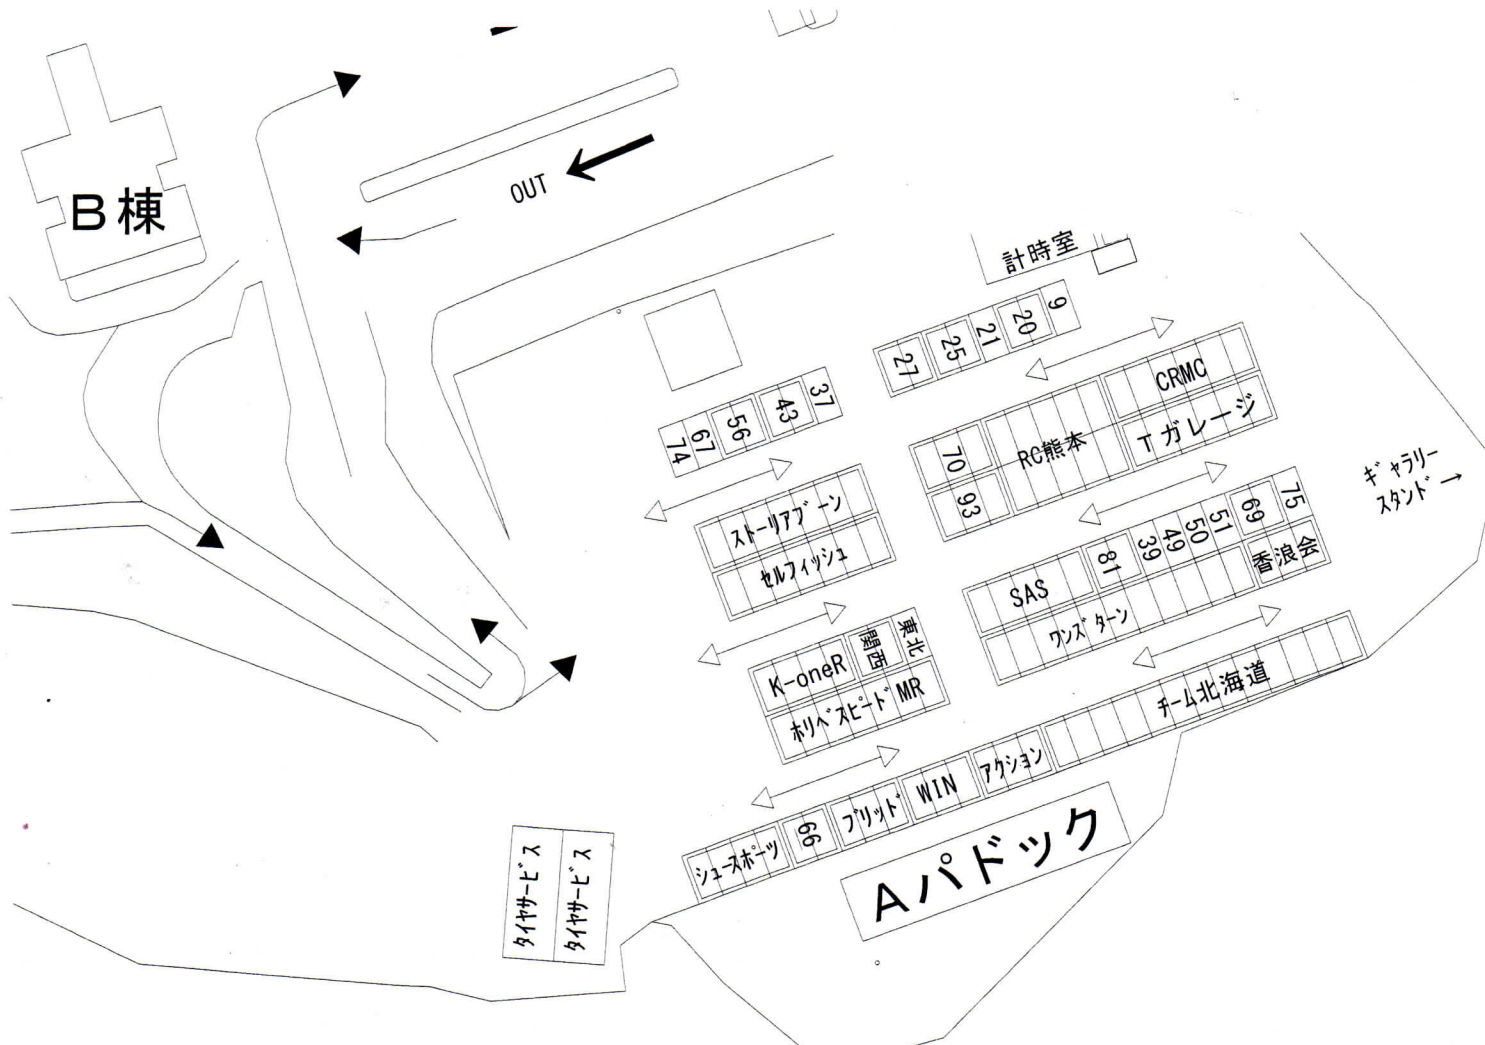 B棟
OUT
計時室
27
25
21
20
9
74
67
56
43
37
CRMC
Tガレージ
RC熊本
70
93
ストーリアブーン
セルフィッシュ
ギャラリー
スタンド→
SAS
81
39
49
50
51
69
75
ワンズターン
香浪会
K-oneR
関西
東北
ホリベスピードMR
チーム北海道
シュースポーツ
66
ブリッド
WIN
アクション
Aパドック
タイヤサービス
タイヤサービス